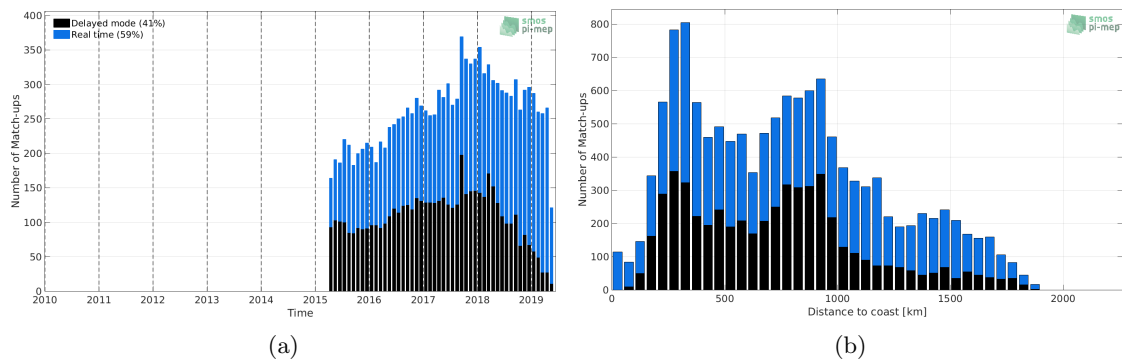 400
350
300
250
200
150
100
50
0
Number of Match-ups
Delayed mode (41%)
Real time (59%)
smos
pi-mep
2010 2011 2012 2013 2014 2015 2016 2017 2018 2019
Time
(a)
800
700
600
500
400
300
200
100
0
Number of Match-ups
smos
pi-mep
0 500 1000 1500 2000
Distance to coast [km]
(b)